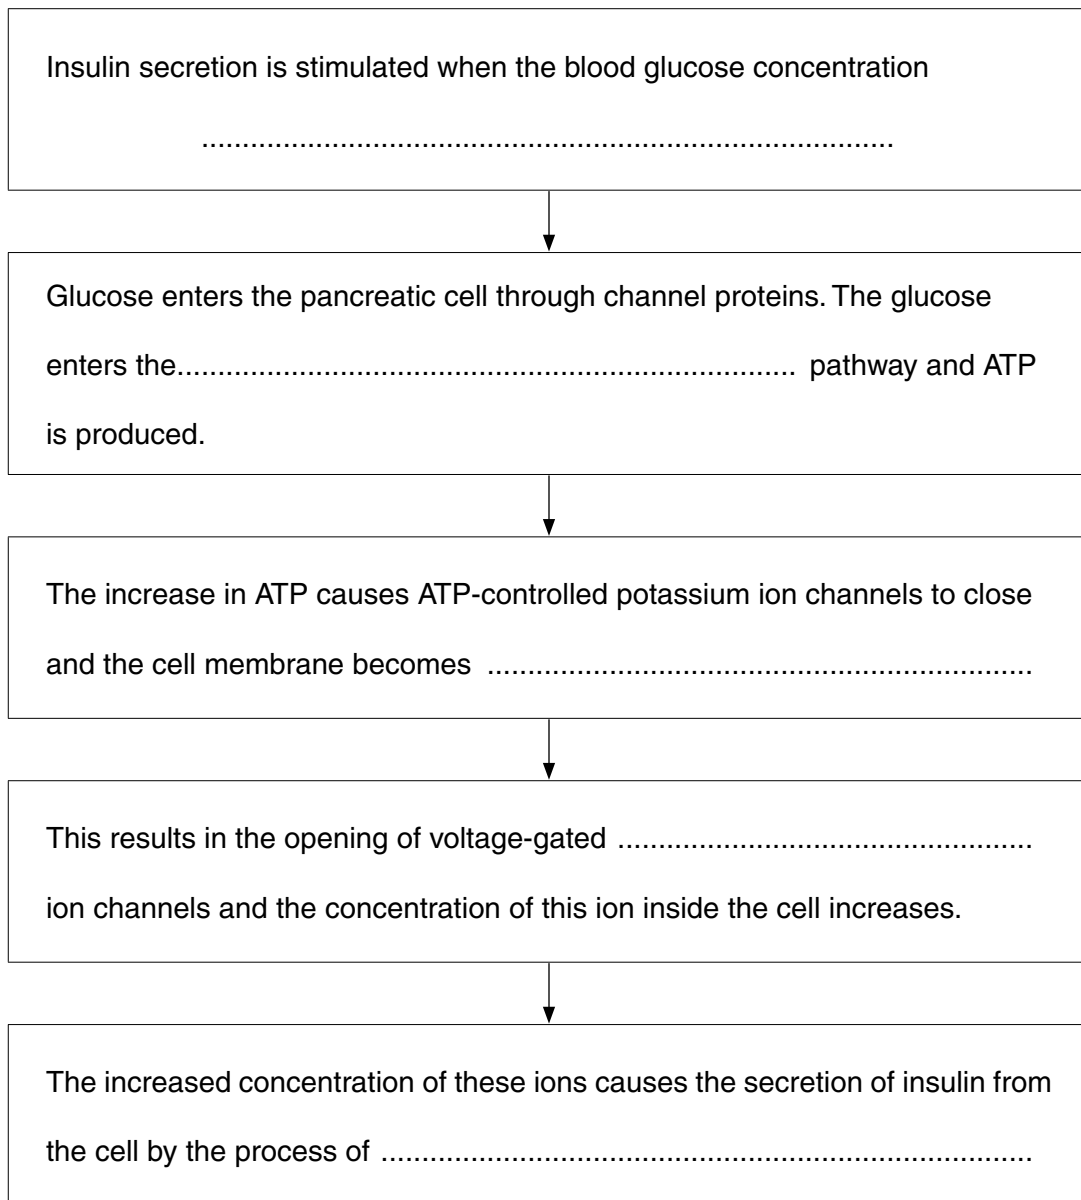 Insulin secretion is stimulated when the blood glucose concentration
.....................................................................................
Glucose enters the pancreatic cell through channel proteins. The glucose
enters the............................................................................ pathway and ATP
is produced.
The increase in ATP causes ATP-controlled potassium ion channels to close
and the cell membrane becomes ...................................................................
This results in the opening of voltage-gated ...................................................
ion channels and the concentration of this ion inside the cell increases.
The increased concentration of these ions causes the secretion of insulin from
the cell by the process of ................................................................................